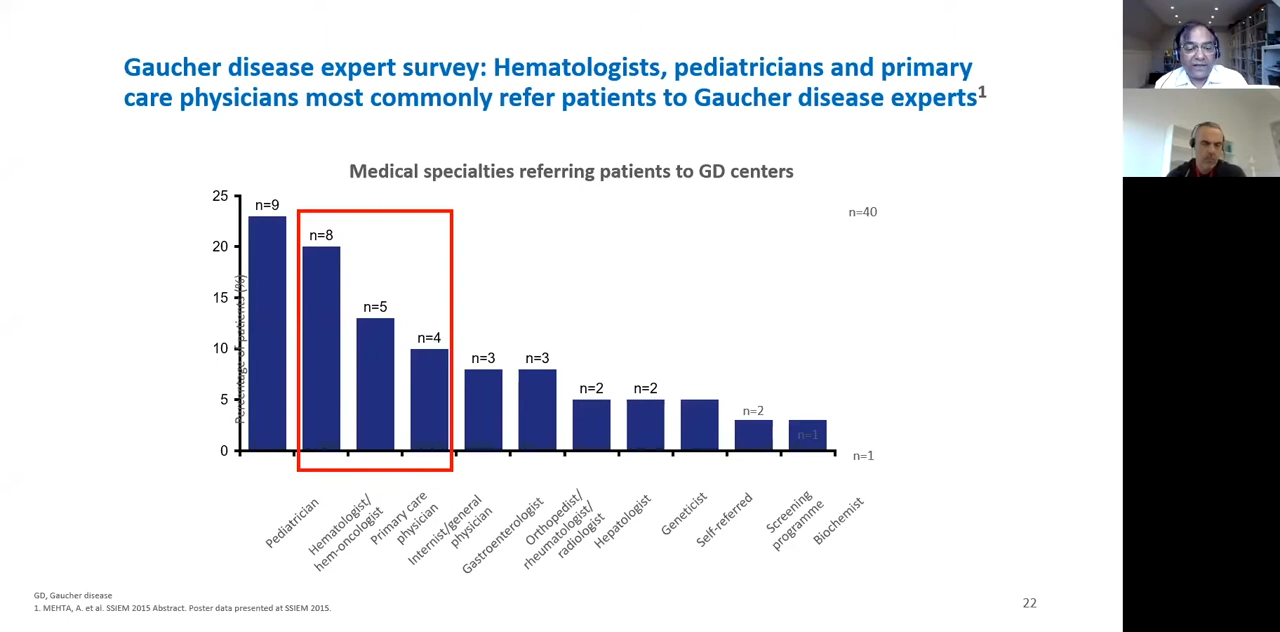 Gaucher disease expert survey: Hematologists, pediatricians and primary
care physicians most commonly refer patients to Gaucher disease experts1
Medical specialties referring patients to GD centers
25
20
15
10
5
0
Percentage of patients (%)
n=9
n=8
n=5
n=4
n=3
n=3
n=2
n=2
n=2
n=1
n=40
n=1
Pediatrician
Hematologist/
hem-oncologist
Primary care
physician
Internist/general
physician
Gastroenterologist
Orthopedist/
rheumatologist/
radiologist
Hepatologist
Geneticist
Self-referred
Screening
programme
Biochemist
GD, Gaucher disease
1. MEHTA, A. et al. SSIEM 2015 Abstract. Poster data presented at SSIEM 2015.
22